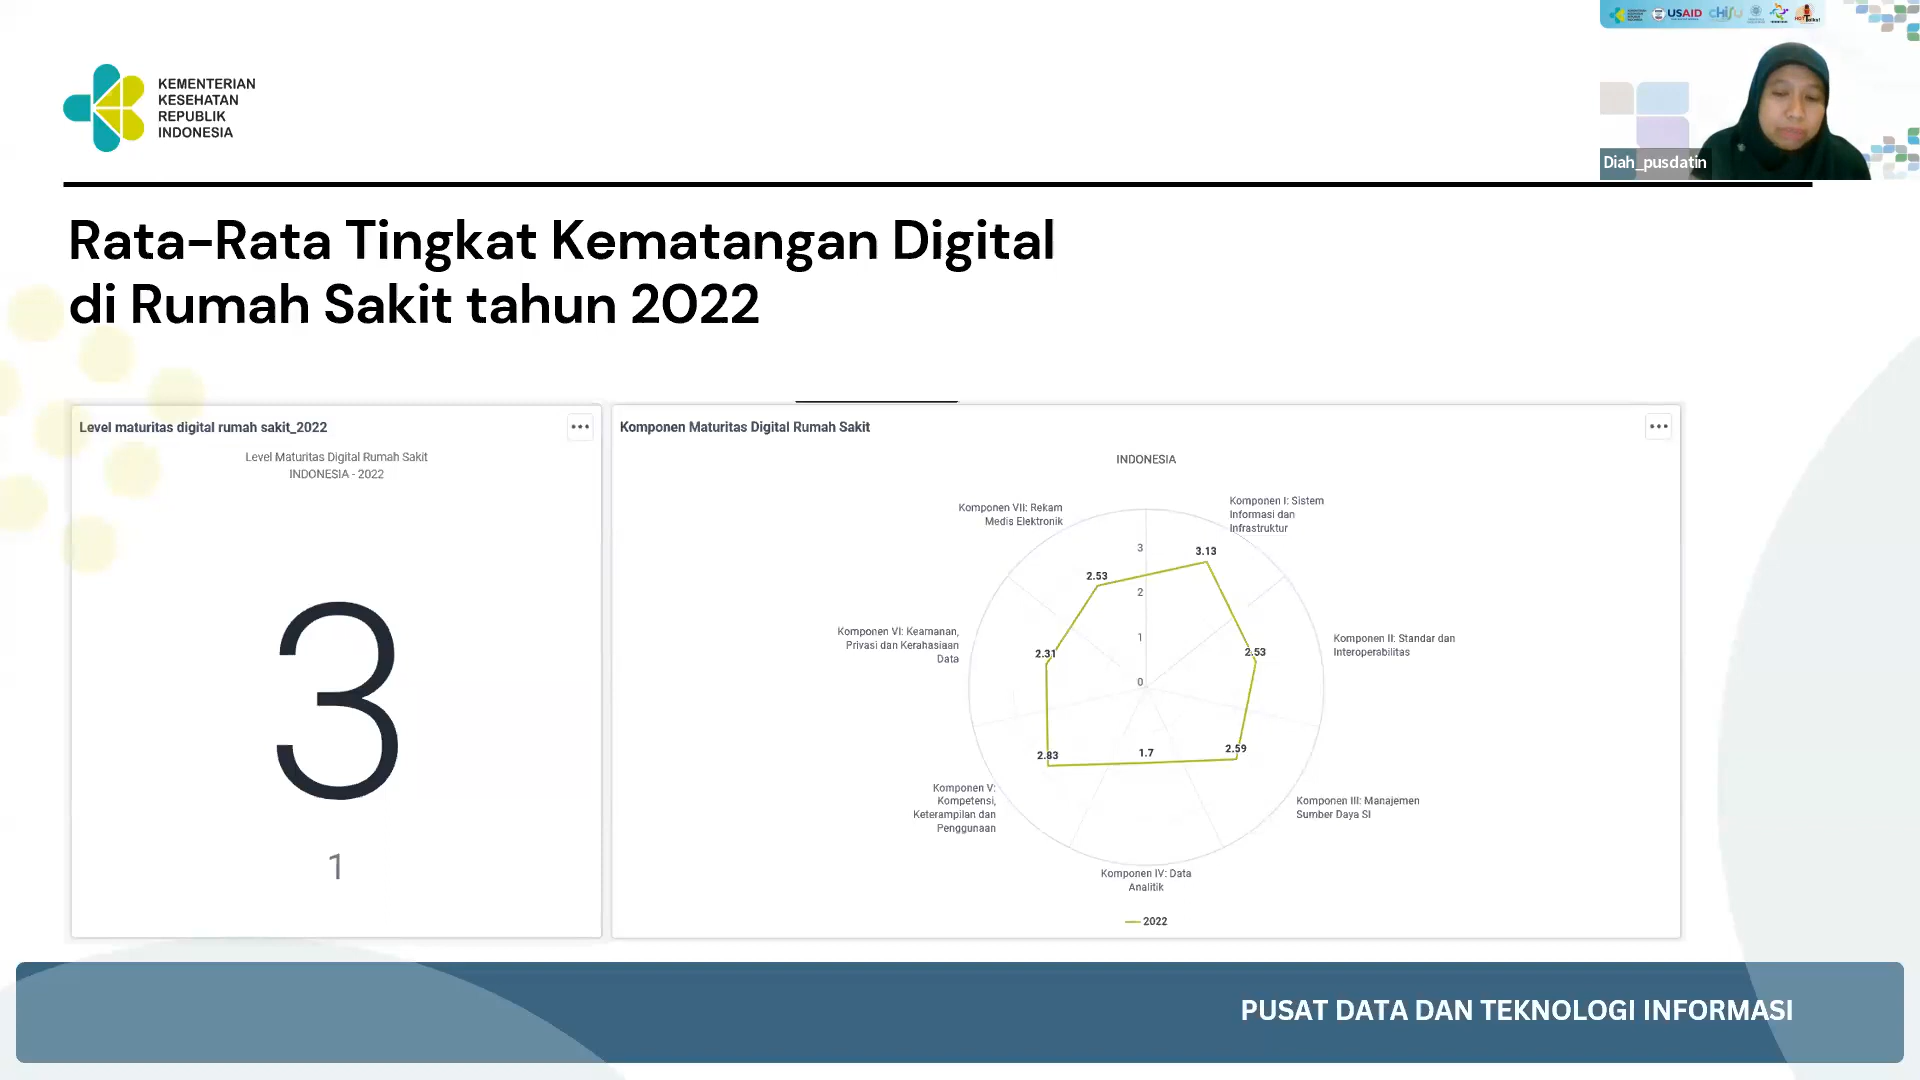 USAID
CHISU
Diah_pusdatin
KEMENTERIAN
KESEHATAN
REPUBLIK
INDONESIA
Rata-Rata Tingkat Kematangan Digital
di Rumah Sakit tahun 2022
Level maturitas digital rumah sakit_2022
Level Maturitas Digital Rumah Sakit
INDONESIA - 2022
3
1
Komponen Maturitas Digital Rumah Sakit
INDONESIA
Komponen I: Sistem
Informasi dan
Infrastruktur
Komponen II: Standar dan
Interoperabilitas
Komponen III: Manajemen
Sumber Daya SI
Komponen IV: Data
Analitik
Komponen V:
Kompetensi,
Keterampilan dan
Penggunaan
Komponen VI: Keamanan,
Privasi dan Kerahasiaan
Data
Komponen VII: Rekam
Medis Elektronik
3
2
1
0
3.13
2.53
2.59
1.7
2.83
2.31
2.53
2022
PUSAT DATA DAN TEKNOLOGI INFORMASI